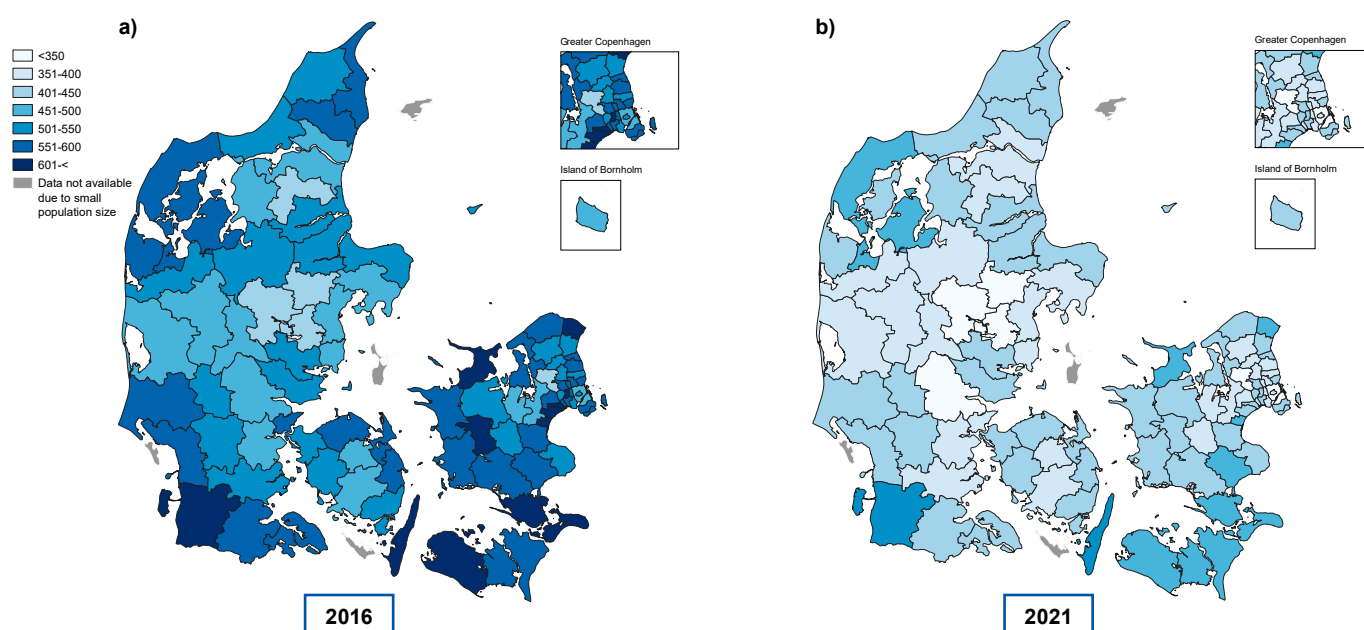 a)
<350
351-400
401-450
451-500
501-550
551-600
601-<
Data not available
due to small
population size
Greater Copenhagen
Island of Bornholm
2016
b)
Greater Copenhagen
Island of Bornholm
2021